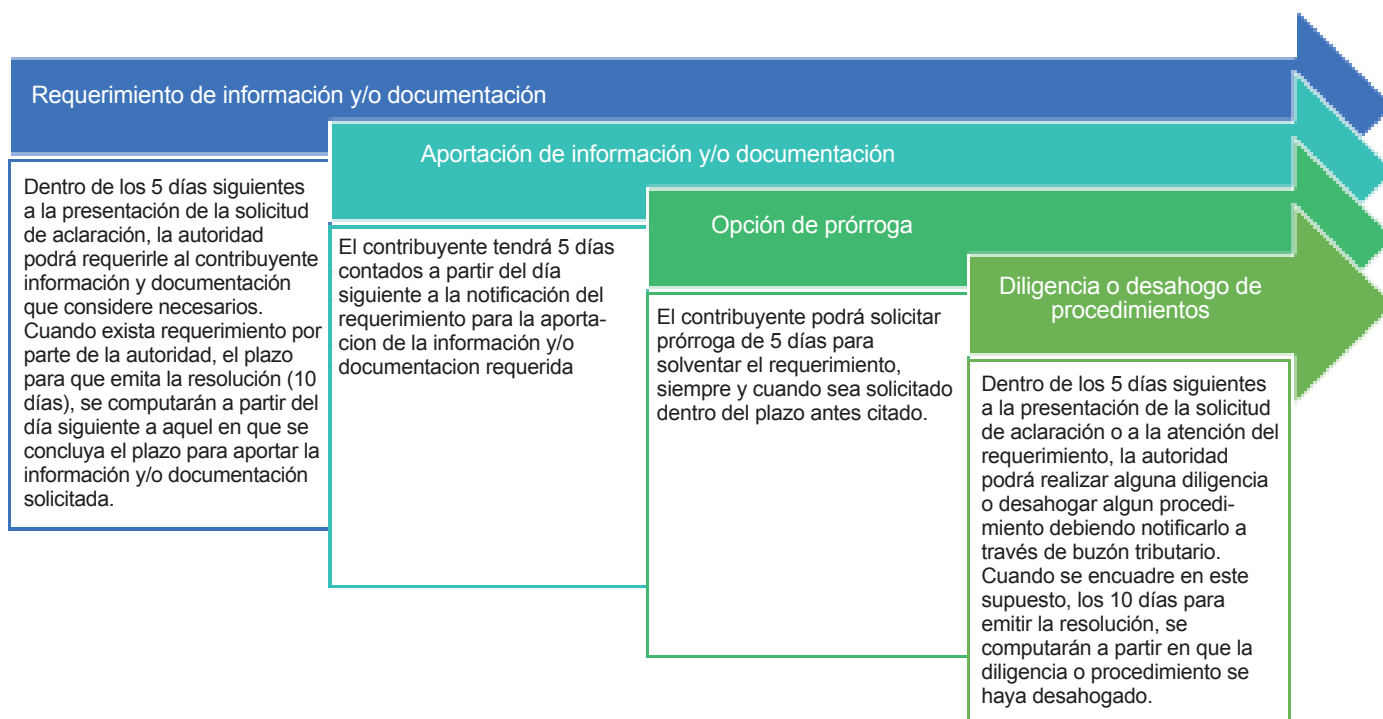 Requerimiento de información y/o documentación
Dentro de los 5 días siguientes
a la presentación de la solicitud
de aclaración, la autoridad
podrá requerirle al contribuyente
información y documentación
que considere necesarios.
Cuando exista requerimiento por
parte de la autoridad, el plazo
para que emita la resolución (10
días), se computarán a partir del
día siguiente a aquel en que se
concluya el plazo para aportar la
información y/o documentación
solicitada.
Aportación de información y/o documentación
El contribuyente tendrá 5 días
contados a partir del día
siguiente a la notificación del
requerimiento para la aporta-
cion de la información y/o
documentacion requerida
Opción de prórroga
El contribuyente podrá solicitar
prórroga de 5 días para
solventar el requerimiento,
siempre y cuando sea solicitado
dentro del plazo antes citado.
Diligencia o desahogo de
procedimientos
Dentro de los 5 días siguientes
a la presentación de la solicitud
de aclaración o a la atención del
requerimiento, la autoridad
podrá realizar alguna diligencia
o desahogar algun procedi-
miento debiendo notificarlo a
través de buzón tributario.
Cuando se encuadre en este
supuesto, los 10 días para
emitir la resolución, se
computarán a partir en que la
diligencia o procedimiento se
haya desahogado.